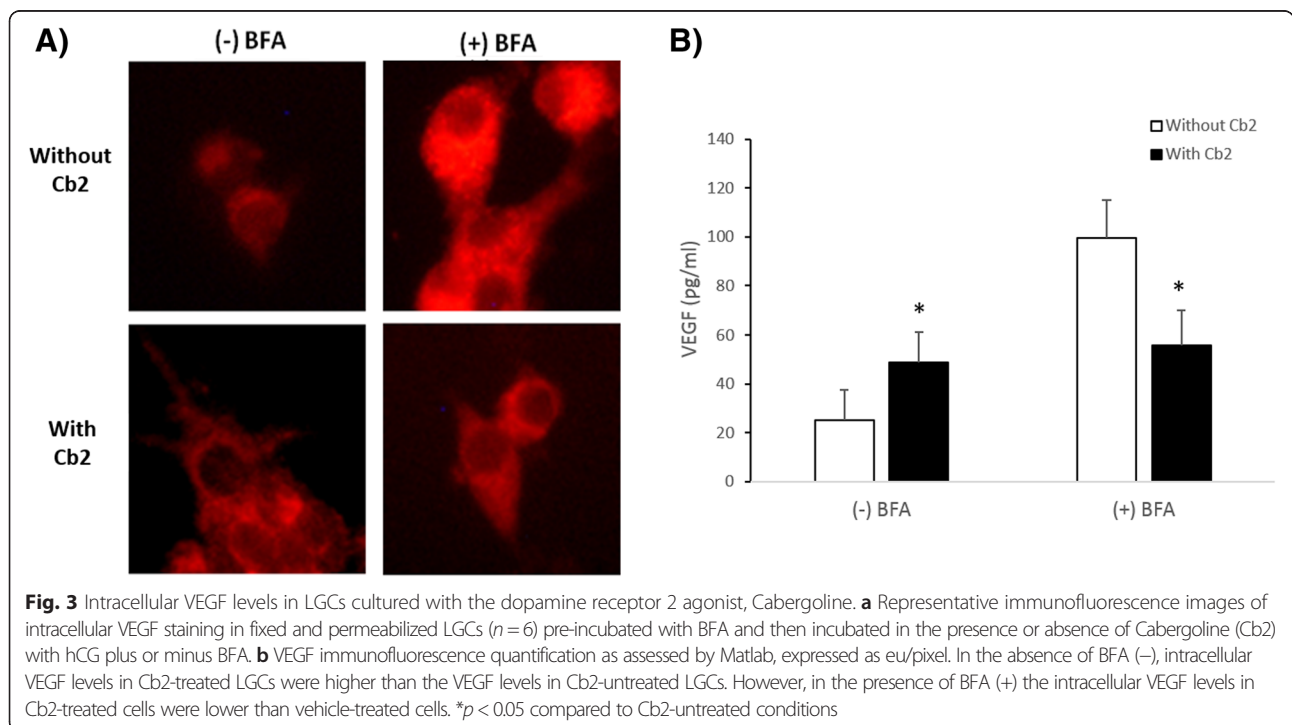 A)
(-) BFA
(+) BFA
Without
Cb2
With
Cb2
B)
Without Cb2
With Cb2
VEGF (pg/ml)
140
120
100
80
60
40
20
0
*
*
(-) BFA
(+) BFA
Fig. 3 Intracellular VEGF levels in LGCs cultured with the dopamine receptor 2 agonist, Cabergoline. a Representative immunofluorescence images of
intracellular VEGF staining in fixed and permeabilized LGCs (n = 6) pre-incubated with BFA and then incubated in the presence or absence of Cabergoline (Cb2)
with hCG plus or minus BFA. b VEGF immunofluorescence quantification as assessed by Matlab, expressed as eu/pixel. In the absence of BFA (−), intracellular
VEGF levels in Cb2-treated LGCs were higher than the VEGF levels in Cb2-untreated LGCs. However, in the presence of BFA (+) the intracellular VEGF levels in
Cb2-treated cells were lower than vehicle-treated cells. *p < 0.05 compared to Cb2-untreated conditions